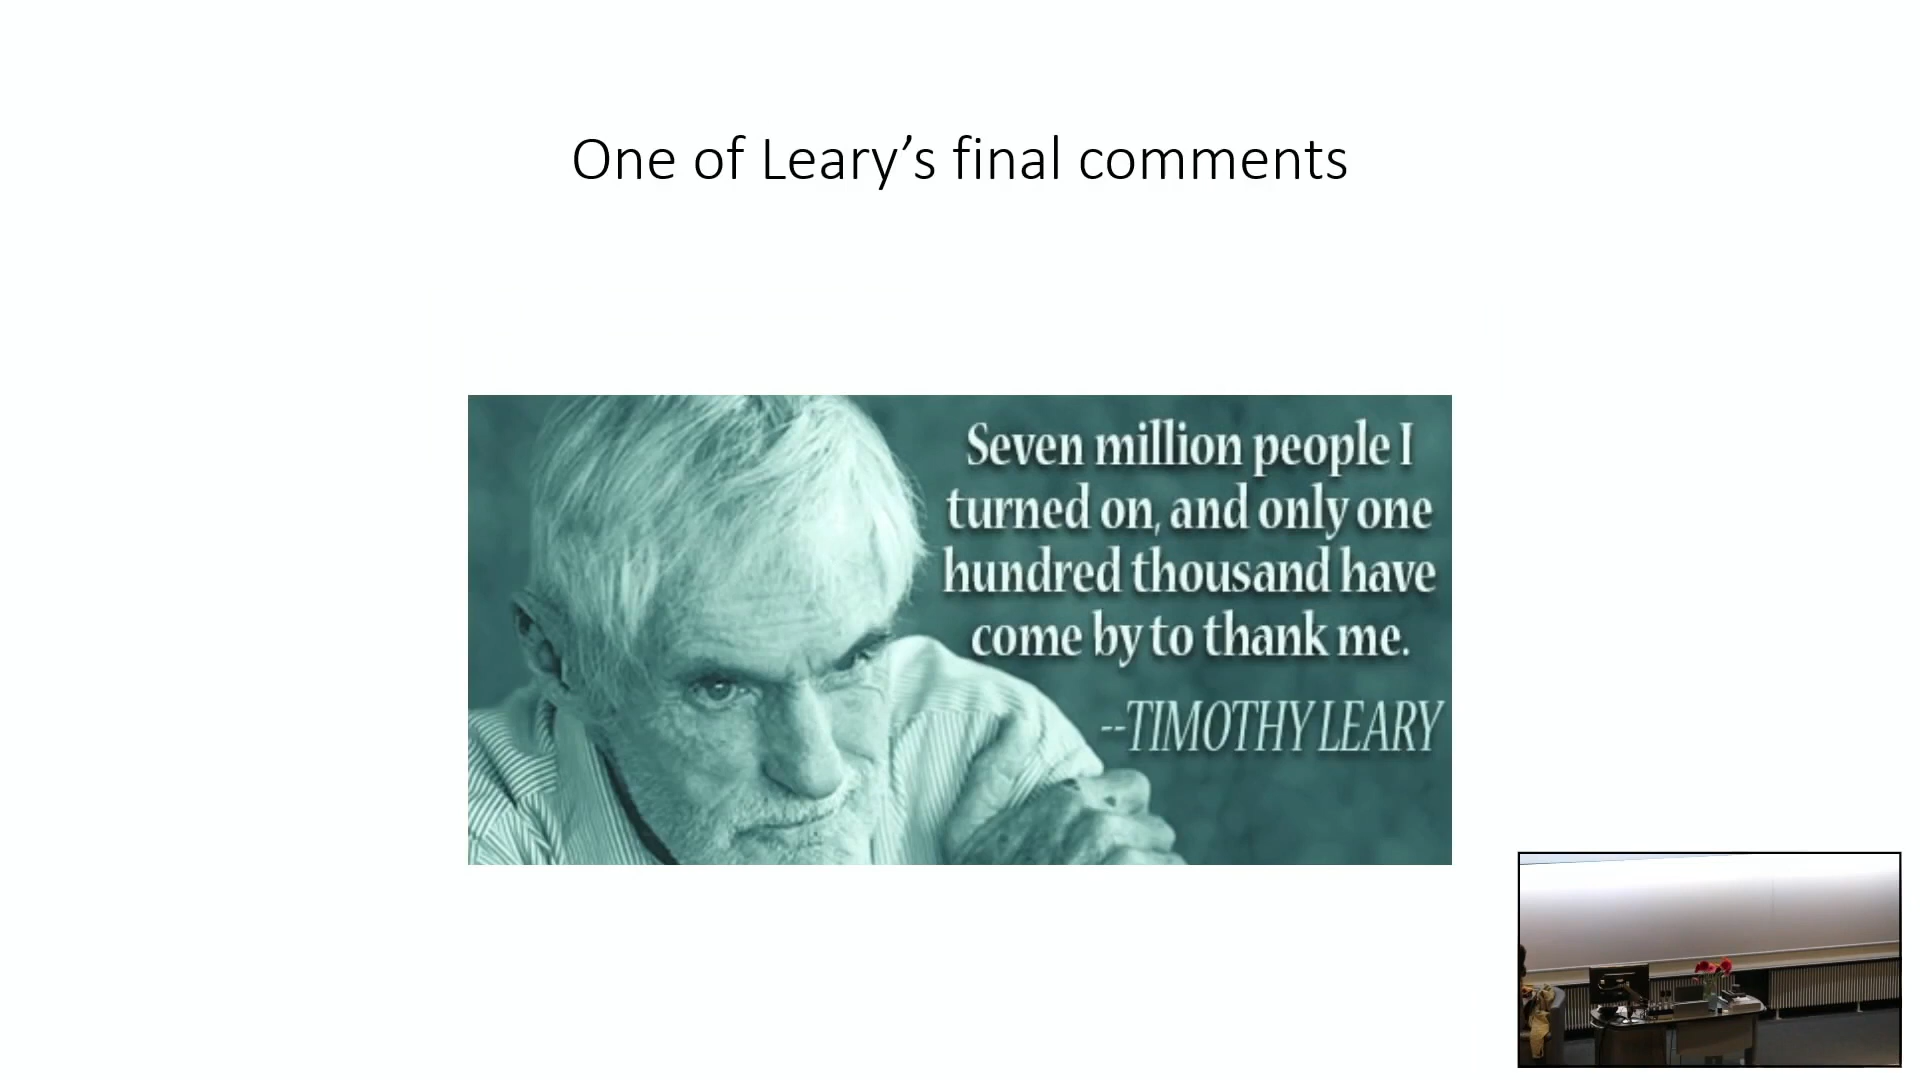 One of Leary’s final comments
Seven million people I
turned on, and only one
hundred thousand have
come by to thank me.
--TIMOTHY LEARY